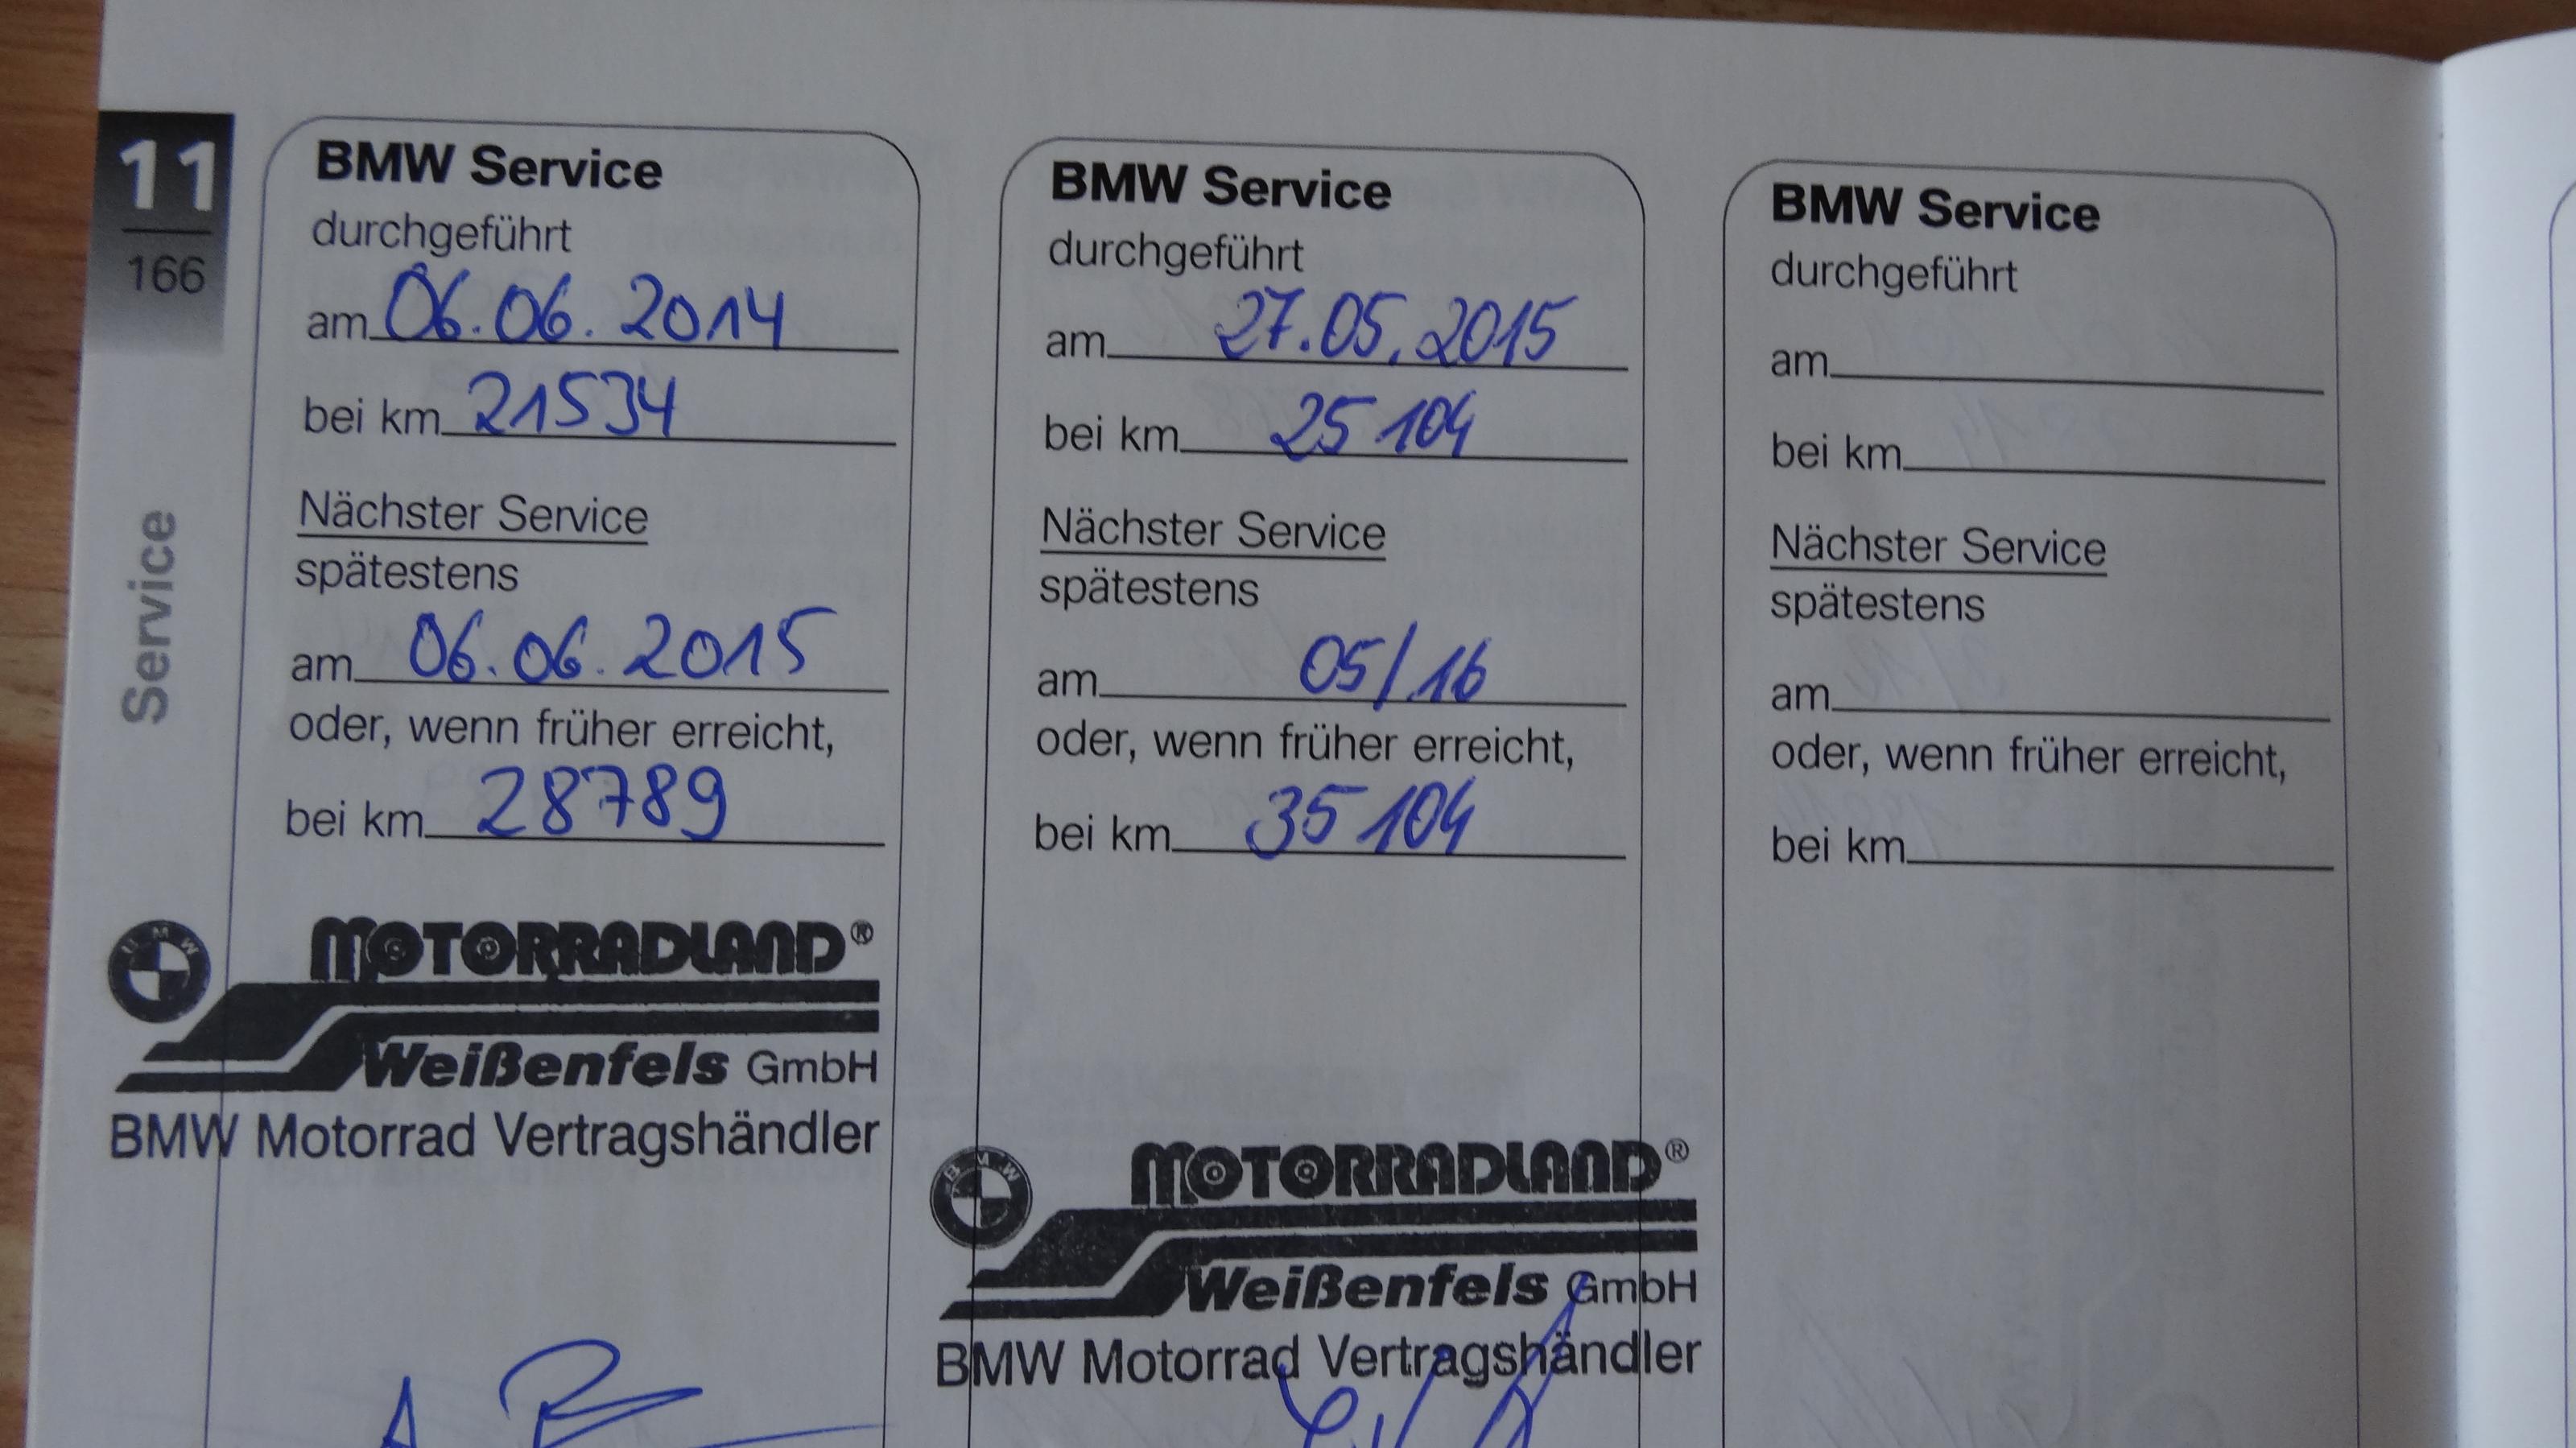 11
166
Service
BMW Service
durchgeführt
am 06.06.2014
bei km 21534
Nächster Service
spätestens
am 06.06.2015
oder, wenn früher erreicht,
bei km 28789
MOTORRADLAND®
Weißenfels GmbH
BMW Motorrad Vertragshändler
BMW Service
durchgeführt
am 27.05.2015
bei km 25104
Nächster Service
spätestens
am 05/16
oder, wenn früher erreicht,
bei km 35104
BMW
MOTORRADLAND®
Weißenfels GmbH
BMW Motorrad Vertragshändler
BMW Service
durchgeführt
am
bei km
Nächster Service
spätestens
am
oder, wenn früher erreicht,
bei km